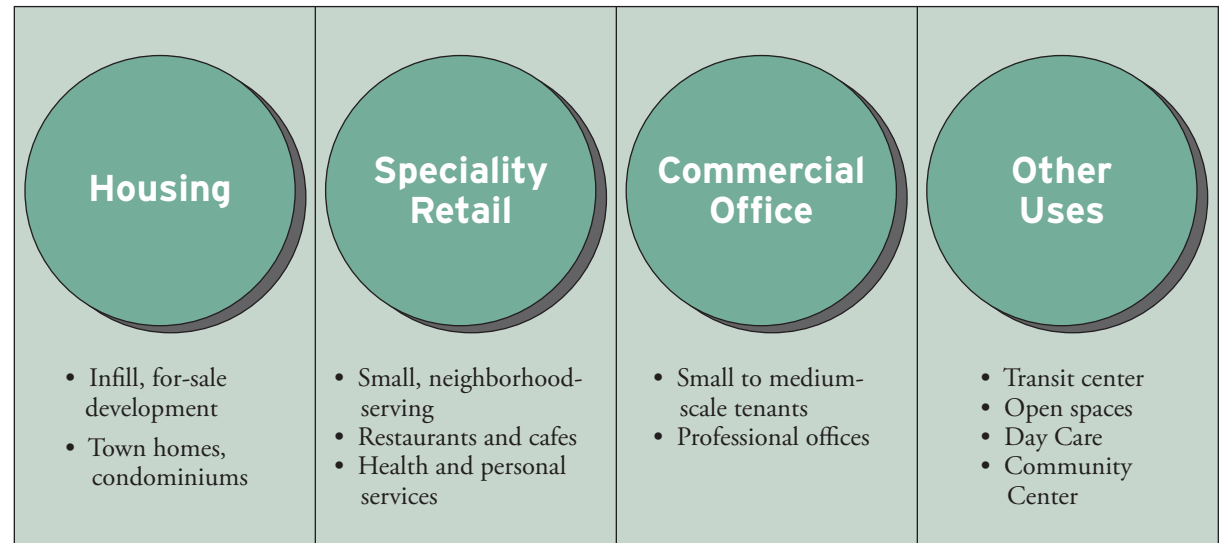 Housing
• Infill, for-sale
development
• Town homes,
condominiums
Speciality
Retail
• Small, neighborhood-
serving
• Restaurants and cafes
• Health and personal
services
Commercial
Office
• Small to medium-
scale tenants
• Professional offices
Other
Uses
• Transit center
• Open spaces
• Day Care
• Community
Center